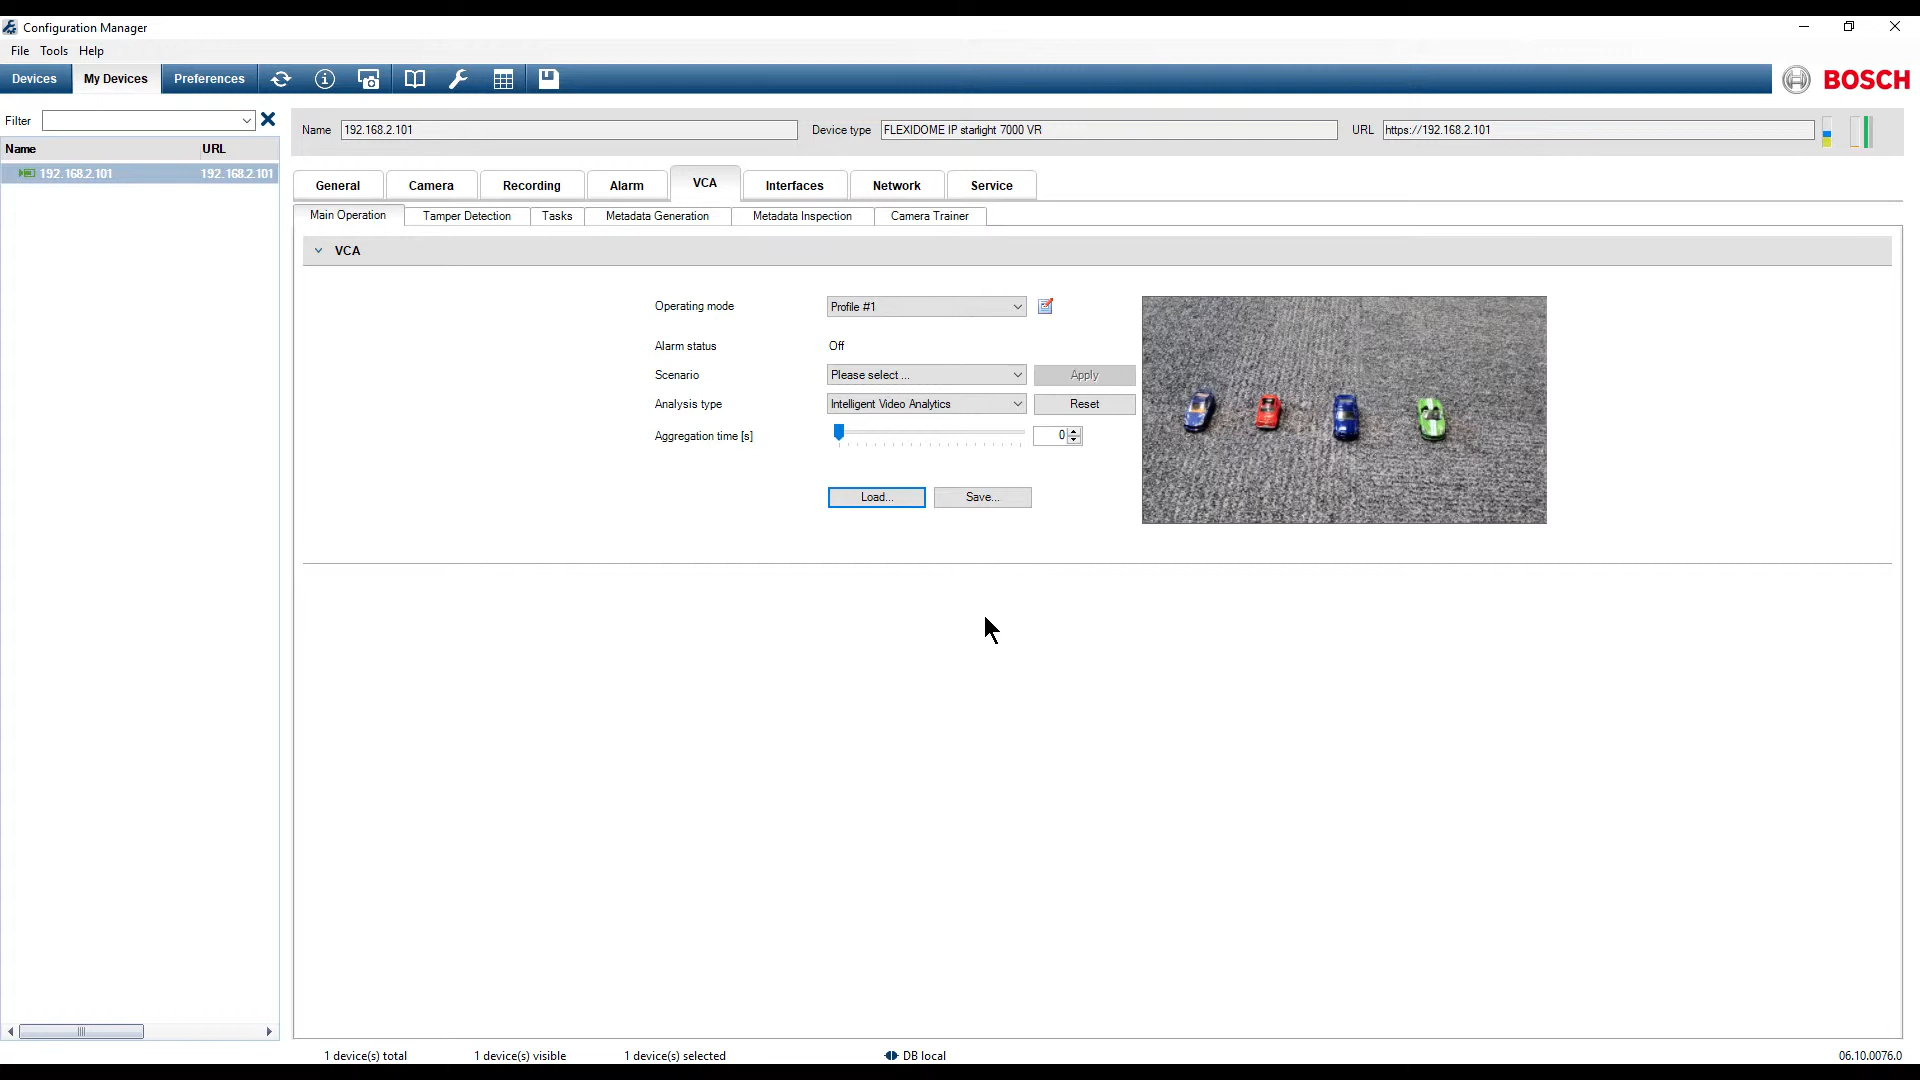 Configuration Manager
File Tools Help
Devices My Devices Preferences BOSCH
Filter
Name URL
192.168.2.101 192.168.2.101
Name 192.168.2.101 Device type FLEXIDOME IP starlight 7000 VR URL https://192.168.2.101
General Camera Recording Alarm VCA Interfaces Network Service
Main Operation Tamper Detection Tasks Metadata Generation Metadata Inspection Camera Trainer
VCA
Operating mode Profile #1
Alarm status Off
Scenario Please select ... Apply
Analysis type Intelligent Video Analytics Reset
Aggregation time [s] 0
Load... Save...
1 device(s) total 1 device(s) visible 1 device(s) selected DB local 06.10.0076.0